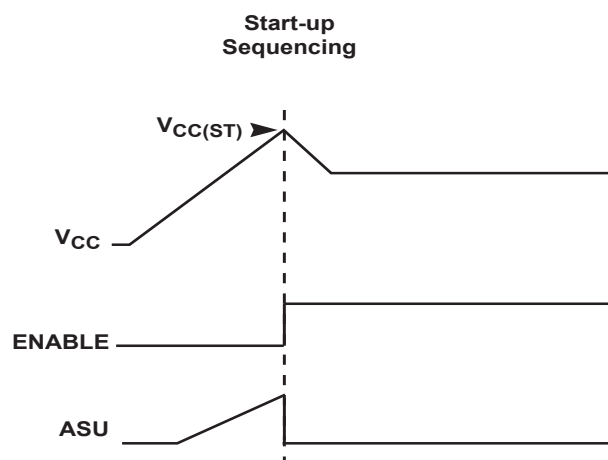 Start-up
Sequencing
VCC(ST)
VCC
ENABLE
ASU